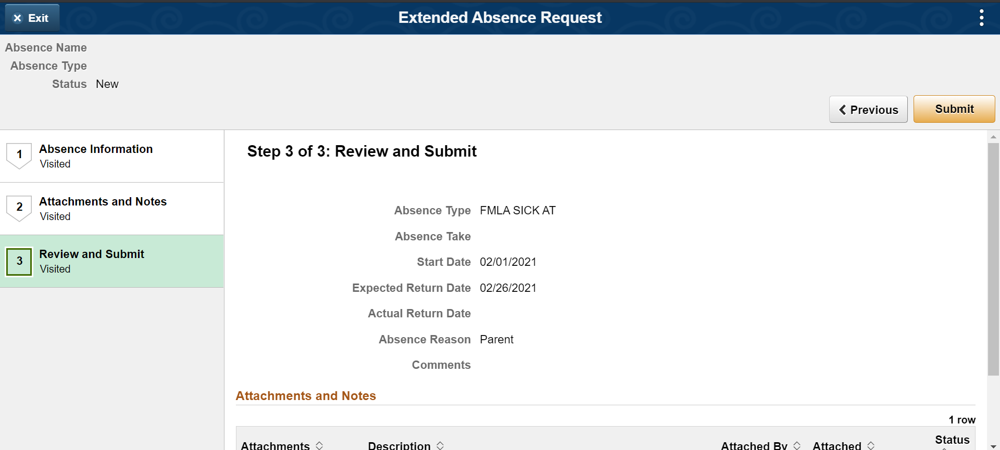 Exit
Extended Absence Request
Absence Name
Absence Type
Status New
Previous
Submit
1 Absence Information
Visited
2 Attachments and Notes
Visited
3 Review and Submit
Visited
Step 3 of 3: Review and Submit
Absence Type FMLA SICK AT
Absence Take
Start Date 02/01/2021
Expected Return Date 02/26/2021
Actual Return Date
Absence Reason Parent
Comments
Attachments and Notes
1 row
Attachments Description Attached By Attached Status